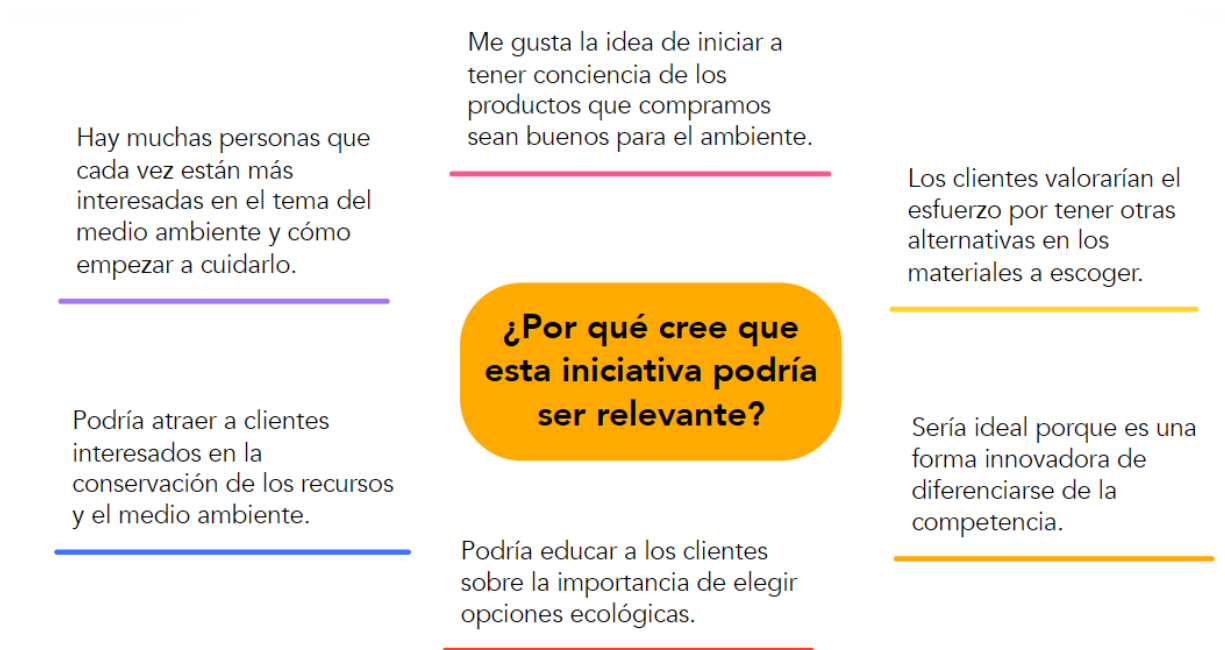 Me gusta la idea de iniciar a
tener conciencia de los
productos que compramos
sean buenos para el ambiente.
Hay muchas personas que
cada vez están más
interesadas en el tema del
medio ambiente y cómo
empezar a cuidarlo.
Los clientes valorarían el
esfuerzo por tener otras
alternativas en los
materiales a escoger.
¿Por qué cree que
esta iniciativa podría
ser relevante?
Podría atraer a clientes
interesados en la
conservación de los recursos
y el medio ambiente.
Sería ideal porque es una
forma innovadora de
diferenciarse de la
competencia.
Podría educar a los clientes
sobre la importancia de elegir
opciones ecológicas.